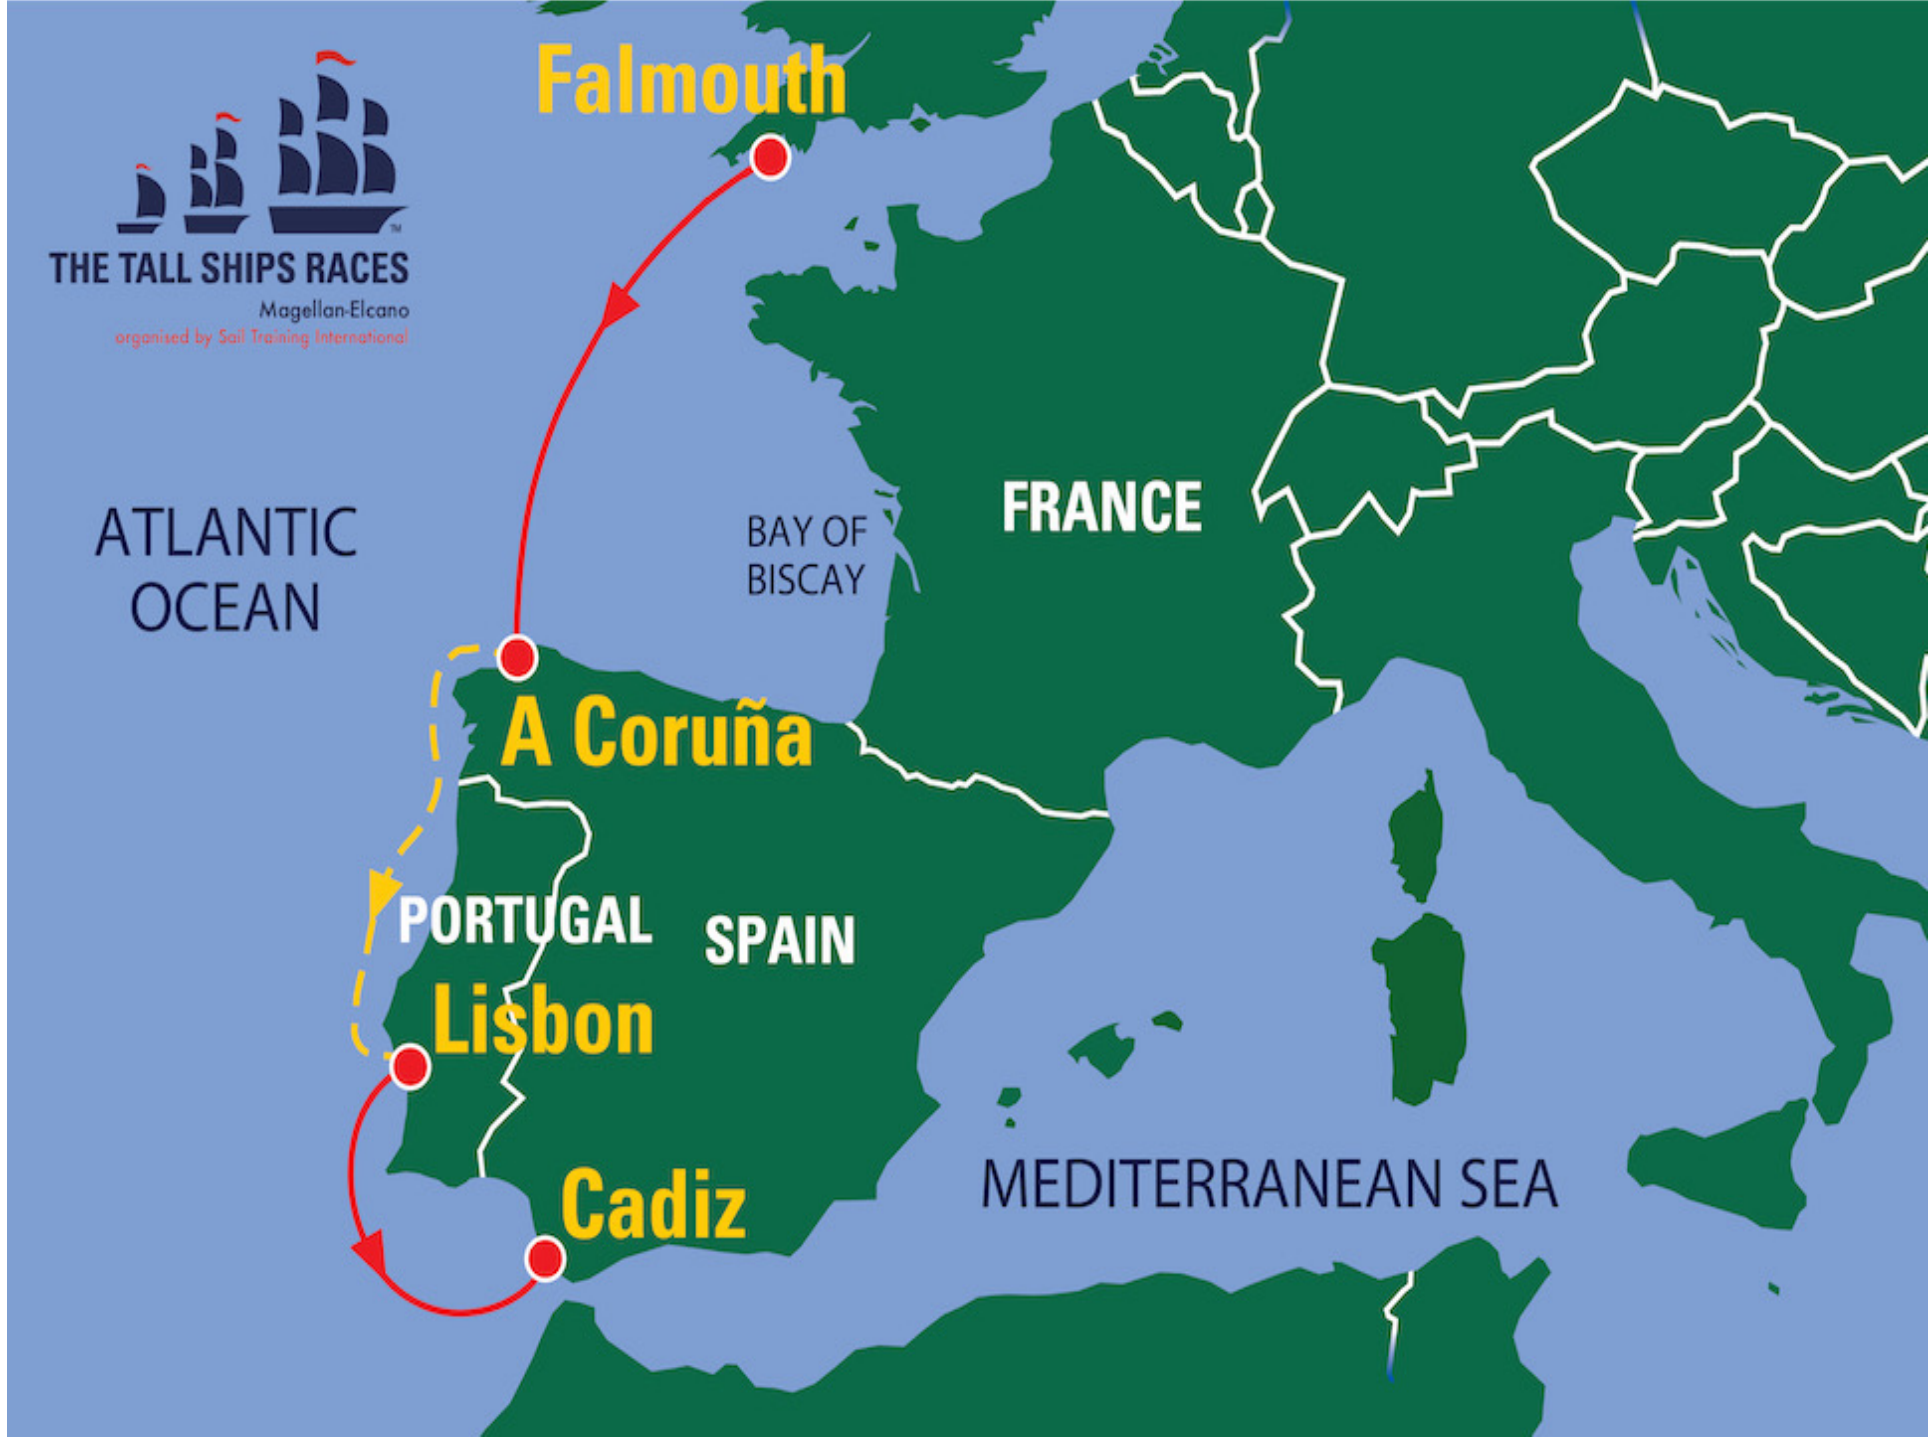 Falmouth
TM
THE TALL SHIPS RACES
Magellan-Elcano
organised by Sail Training International
ATLANTIC
OCEAN
BAY OF
BISCAY
FRANCE
A Coruña
PORTUGAL
SPAIN
Lisbon
Cadiz
MEDITERRANEAN SEA